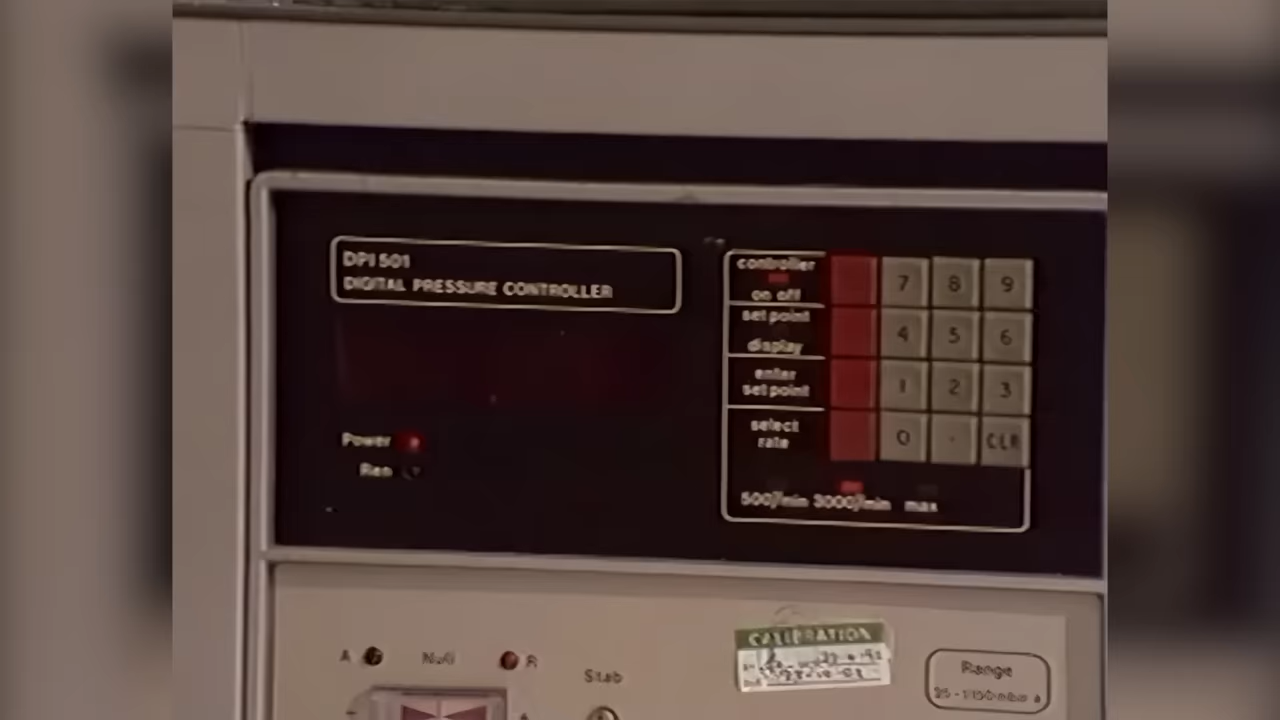 DPI 501
DIGITAL PRESSURE CONTROLLER
controller
on off
set point
display
enter
set point
select
rate
7 8 9
4 5 6
1 2 3
0 . CLR
500/min 3000/min max
Power
Rem
A Null R
Stab
CALIBRATION
Range